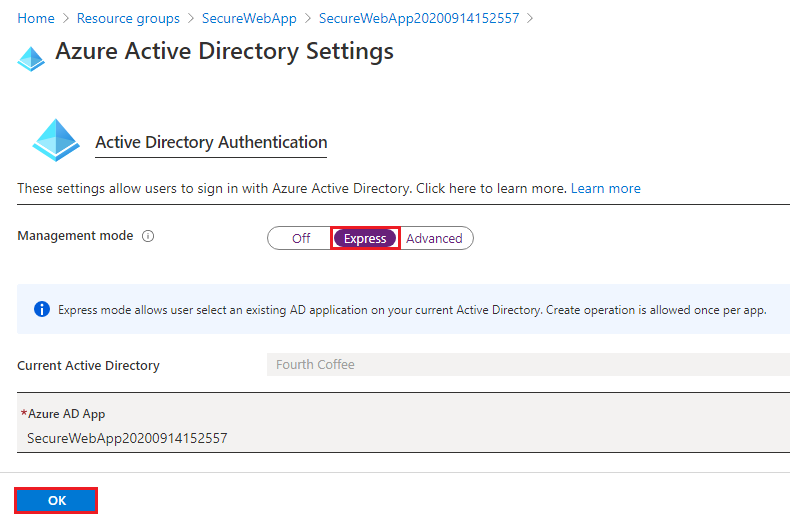 Home > Resource groups > SecureWebApp > SecureWebApp20200914152557 >
Azure Active Directory Settings
Active Directory Authentication
These settings allow users to sign in with Azure Active Directory. Click here to learn more. Learn more
Management mode
Off Express Advanced
Express mode allows user select an existing AD application on your current Active Directory. Create operation is allowed once per app.
Current Active Directory
Fourth Coffee
*Azure AD App
SecureWebApp20200914152557
OK